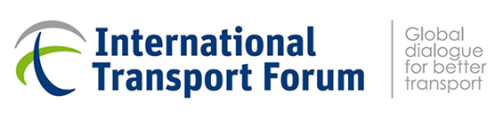 International
Transport Forum
Global
dialogue
for better
transport